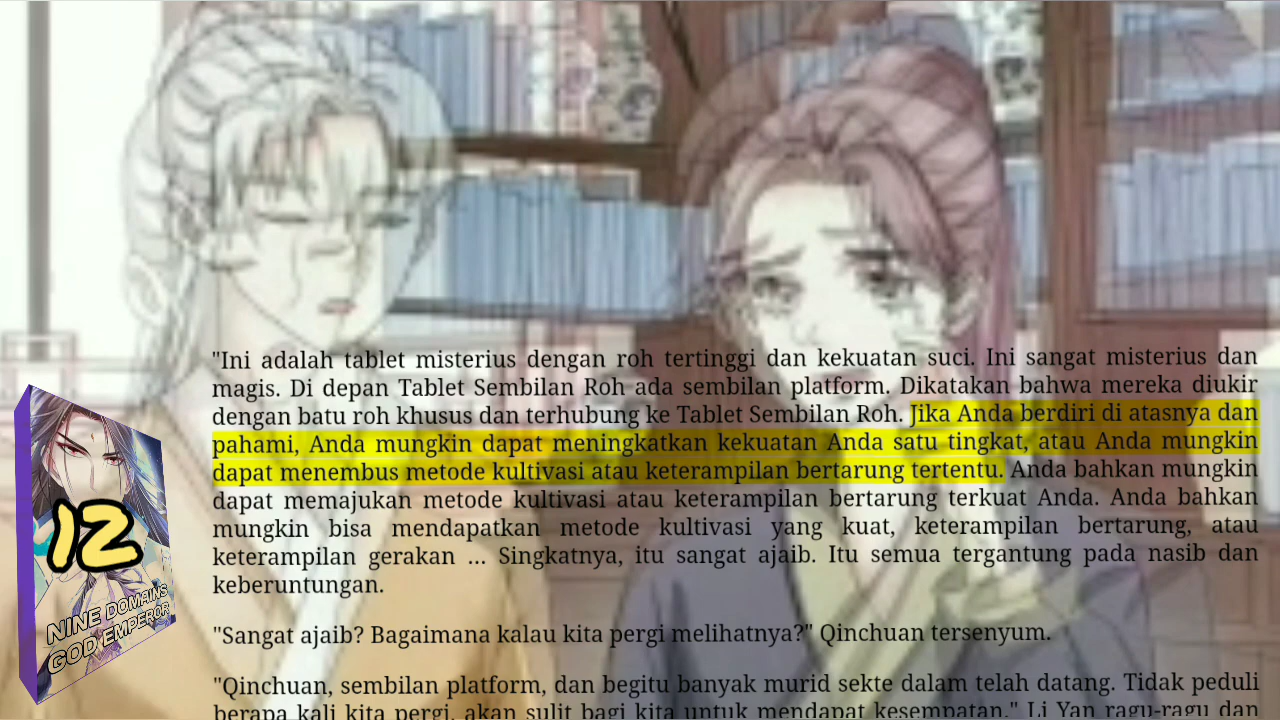 "Ini adalah tablet misterius dengan roh tertinggi dan kekuatan suci. Ini sangat misterius dan
magis. Di depan Tablet Sembilan Roh ada sembilan platform. Dikatakan bahwa mereka diukir
dengan batu roh khusus dan terhubung ke Tablet Sembilan Roh. Jika Anda berdiri di atasnya dan
pahami, Anda mungkin dapat meningkatkan kekuatan Anda satu tingkat, atau Anda mungkin
dapat menembus metode kultivasi atau keterampilan bertarung tertentu. Anda bahkan mungkin
dapat memajukan metode kultivasi atau keterampilan bertarung terkuat Anda. Anda bahkan
mungkin bisa mendapatkan metode kultivasi yang kuat, keterampilan bertarung, atau
keterampilan gerakan ... Singkatnya, itu sangat ajaib. Itu semua tergantung pada nasib dan
keberuntungan.
"Sangat ajaib? Bagaimana kalau kita pergi melihatnya?" Qinchuan tersenyum.
"Qinchuan, sembilan platform, dan begitu banyak murid sekte dalam telah datang. Tidak peduli
berapa kali kita pergi, akan sulit bagi kita untuk mendapat kesempatan." Li Yan ragu-ragu dan
12
NINE DOMAINS
GOD EMPEROR